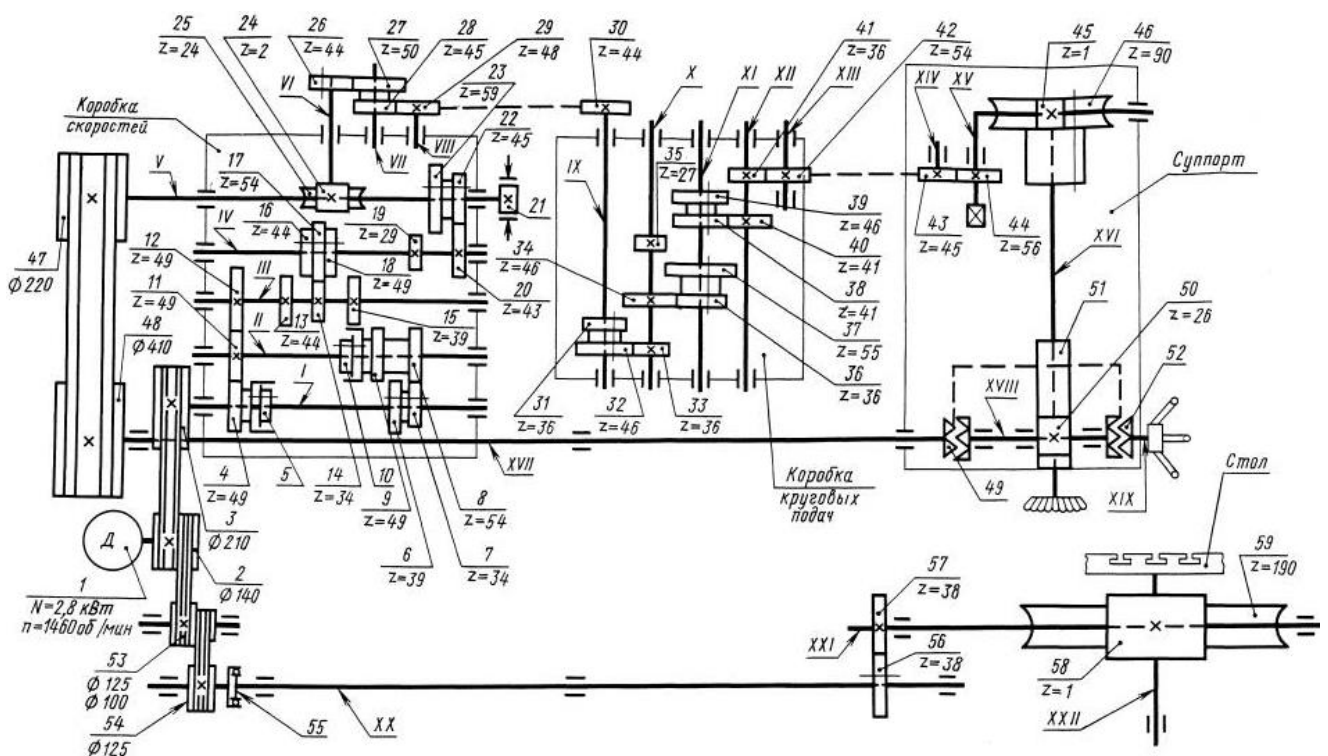 25
z=24
24
z=2
26
z=44
27
z=50
28
z=45
29
z=48
30
z=44
41
z=36
42
z=54
45
z=1
46
z=90
VI
23
z=59
X
XI
XII
XIII
XIV
XV
Коробка
скоростей
17
z=54
22
z=45
VII
VIII
35
z=27
Суппорт
V
IX
39
z=46
16
z=44
19
z=29
21
43
z=45
44
z=56
IV
12
z=49
47
ϕ220
III
34
z=46
40
z=41
XVI
18
z=49
11
z=49
20
z=43
38
z=41
51
50
z=26
48
ϕ410
II
13
z=44
15
z=39
37
z=55
52
I
36
z=36
XVIII
31
z=36
32
z=46
33
z=36
XVII
4
z=49
5
14
z=34
10
9
z=49
8
z=54
Коробка
круговых
подач
49
XIX
Стол
3
ϕ210
Д
6
z=39
7
z=34
2
ϕ140
1
N=2,8 кВт
n=1460 об/мин
57
z=38
59
z=190
53
ϕ125
ϕ100
XXI
56
z=38
58
z=1
54
ϕ125
55
XX
XXII